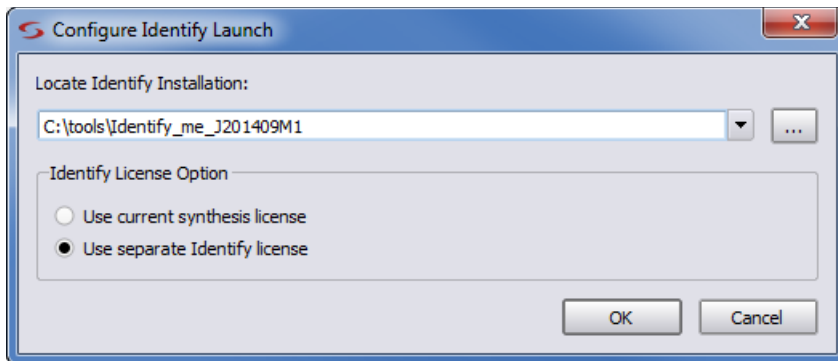 Configure Identify Launch
Locate Identify Installation:
C:\tools\Identify_me_J201409M1
...
Identify License Option
Use current synthesis license
Use separate Identify license
OK Cancel